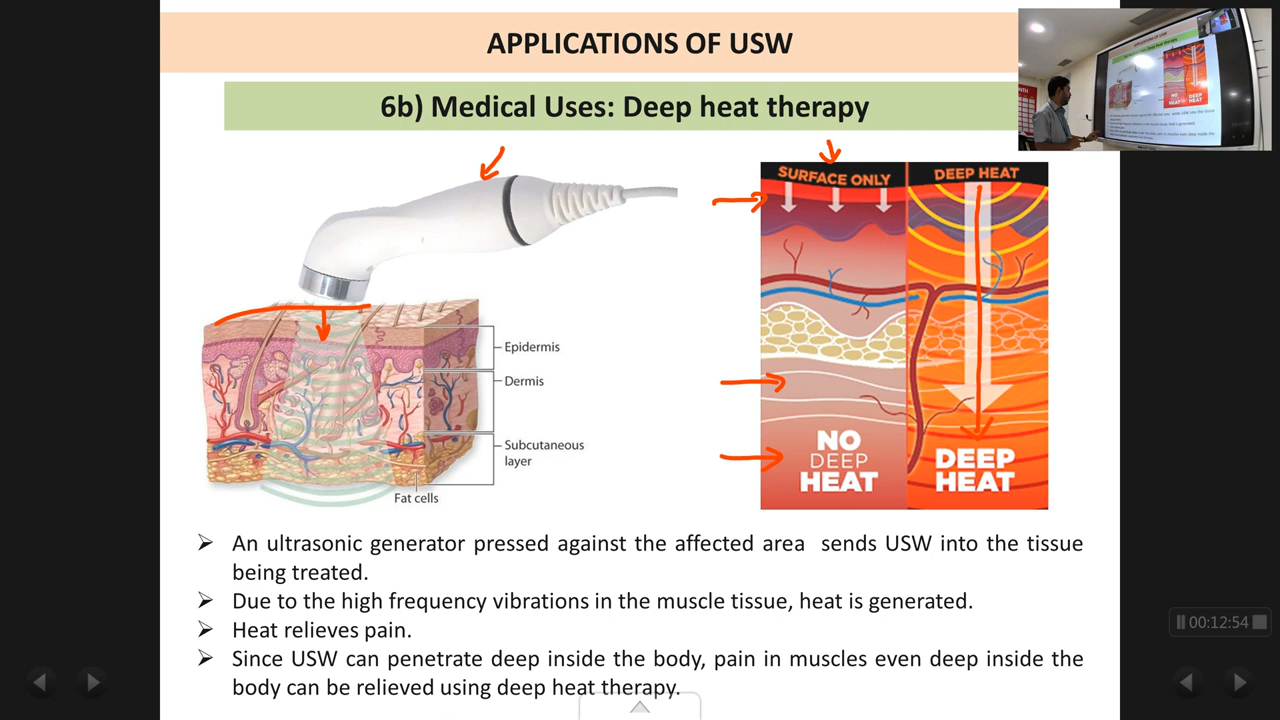 APPLICATIONS OF USW
6b) Medical Uses: Deep heat therapy
SURFACE ONLY
DEEP HEAT
Epidermis
Dermis
Subcutaneous
layer
Fat cells
NO
DEEP
HEAT
DEEP
HEAT
➢ An ultrasonic generator pressed against the affected area sends USW into the tissue
being treated.
➢ Due to the high frequency vibrations in the muscle tissue, heat is generated.
➢ Heat relieves pain.
➢ Since USW can penetrate deep inside the body, pain in muscles even deep inside the
body can be relieved using deep heat therapy.
00:12:54